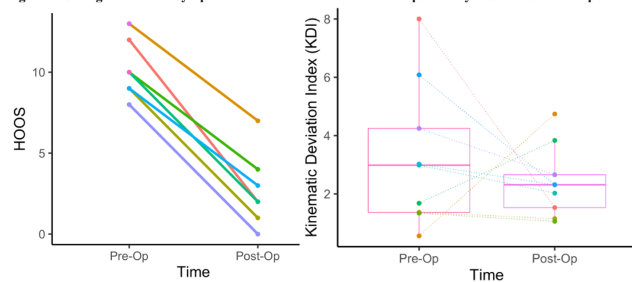 HOOS
10
5
0
Pre-Op
Post-Op
Time
Kinematic Deviation Index (KDI)
8
6
4
2
Pre-Op
Post-Op
Time